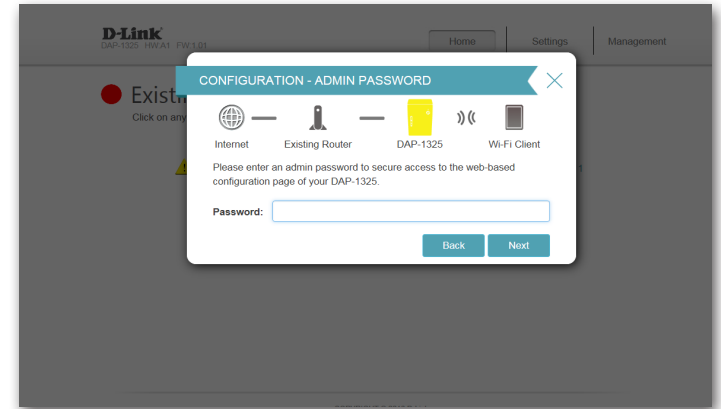 D-Link
DAP-1325 HW:A1 FW:1.01
Home
Settings
Management
CONFIGURATION - ADMIN PASSWORD
Click on any
Internet
Existing Router
DAP-1325
Wi-Fi Client
Please enter an admin password to secure access to the web-based
configuration page of your DAP-1325.
Password:
Back
Next